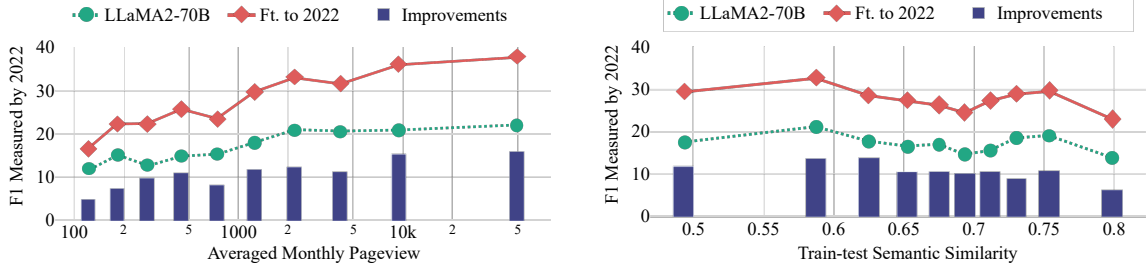 LLaMA2-70B Ft. to 2022 Improvements
F1 Measured by 2022
40
30
20
10
0
100 2 5 1000 2 5 10k 2 5
Averaged Monthly Pageview
LLaMA2-70B Ft. to 2022 Improvements
F1 Measured by 2022
40
30
20
10
0
0.5 0.55 0.6 0.65 0.7 0.75 0.8
Train-test Semantic Similarity